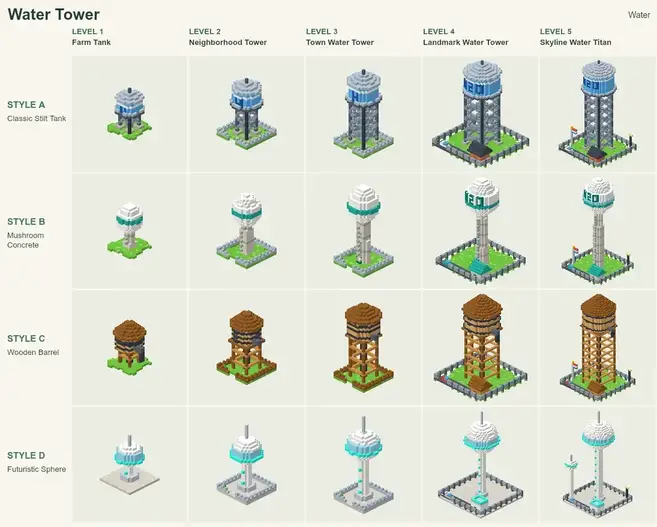 Water Tower
Water
LEVEL 1
Farm Tank
LEVEL 2
Neighborhood Tower
LEVEL 3
Town Water Tower
LEVEL 4
Landmark Water Tower
LEVEL 5
Skyline Water Titan
STYLE A
Classic Stilt Tank
STYLE B
Mushroom
Concrete
STYLE C
Wooden Barrel
STYLE D
Futuristic Sphere